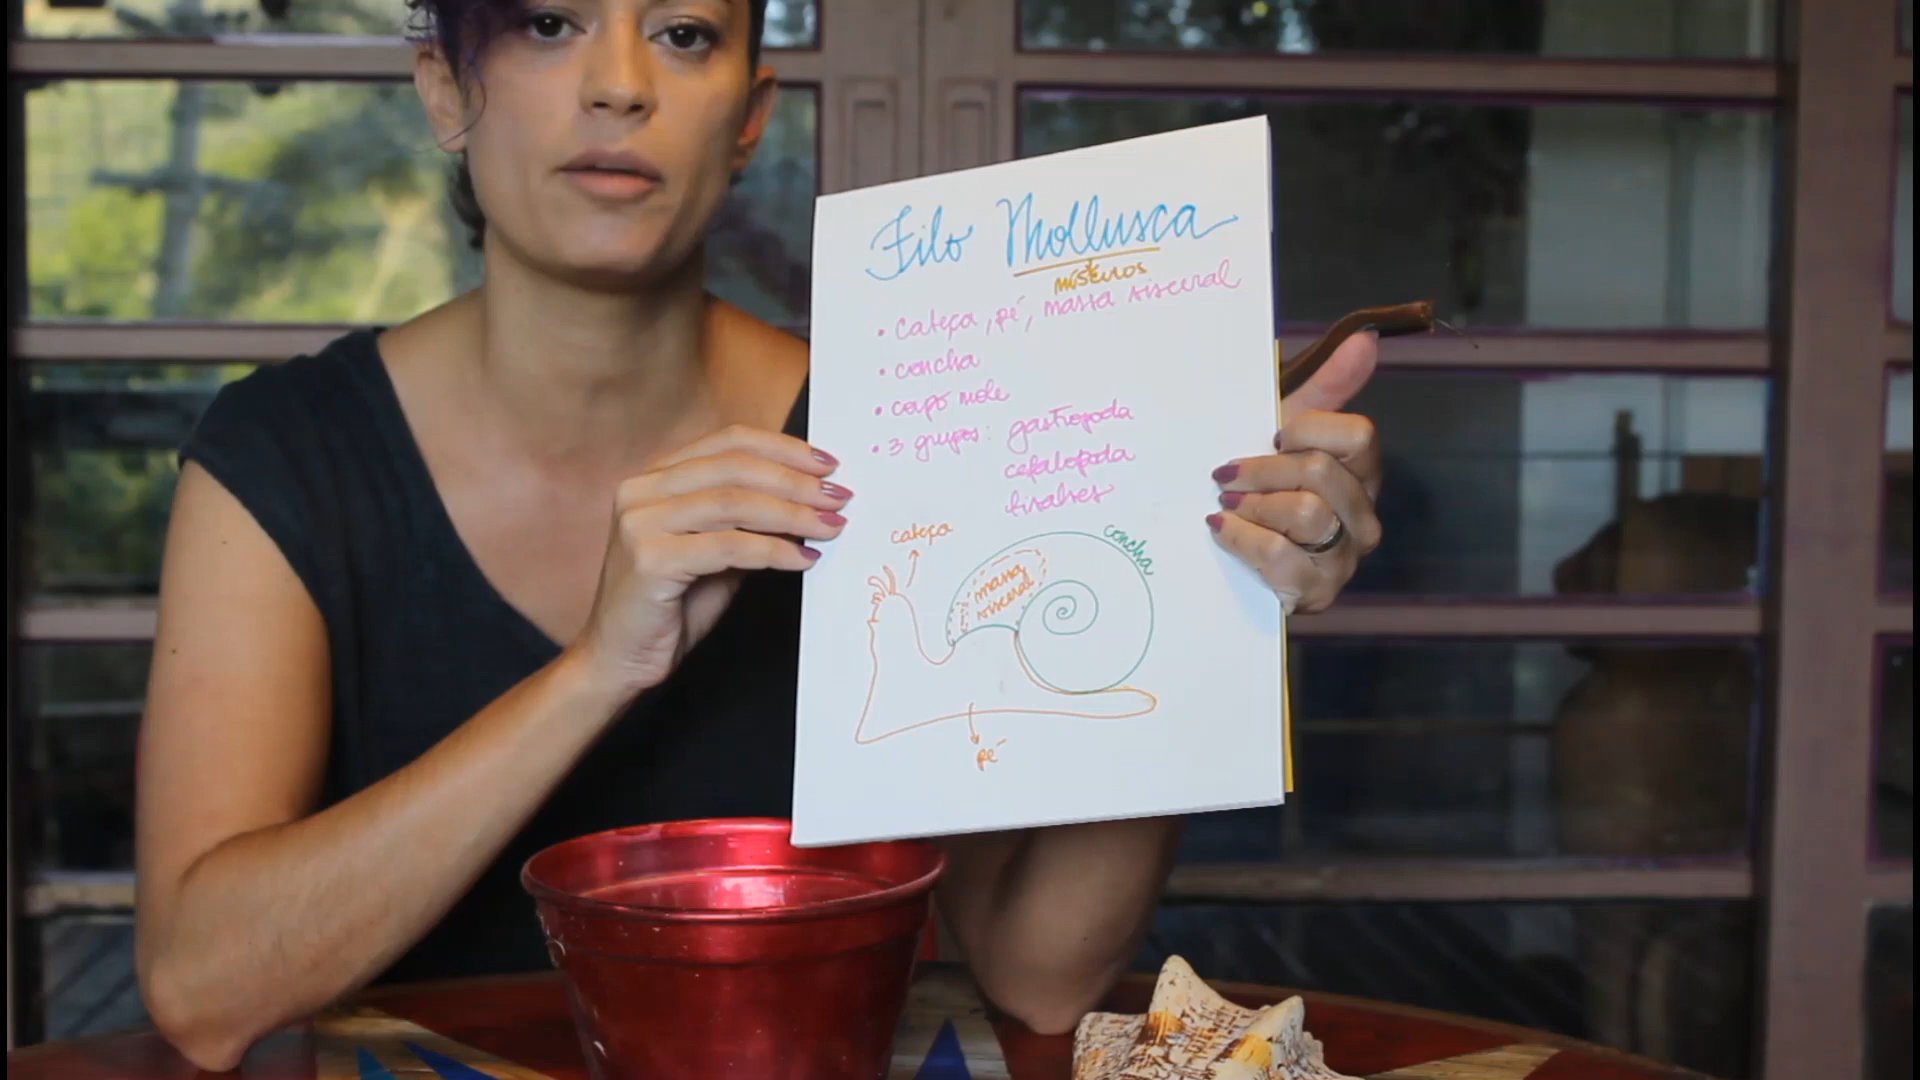 Filo Mollusca
músculos
• cabeça, pé, massa visceral
• concha
• corpo mole
• 3 grupos: gastropoda
cefalopoda
bivalves
cabeça
concha
massa
visceral
pé